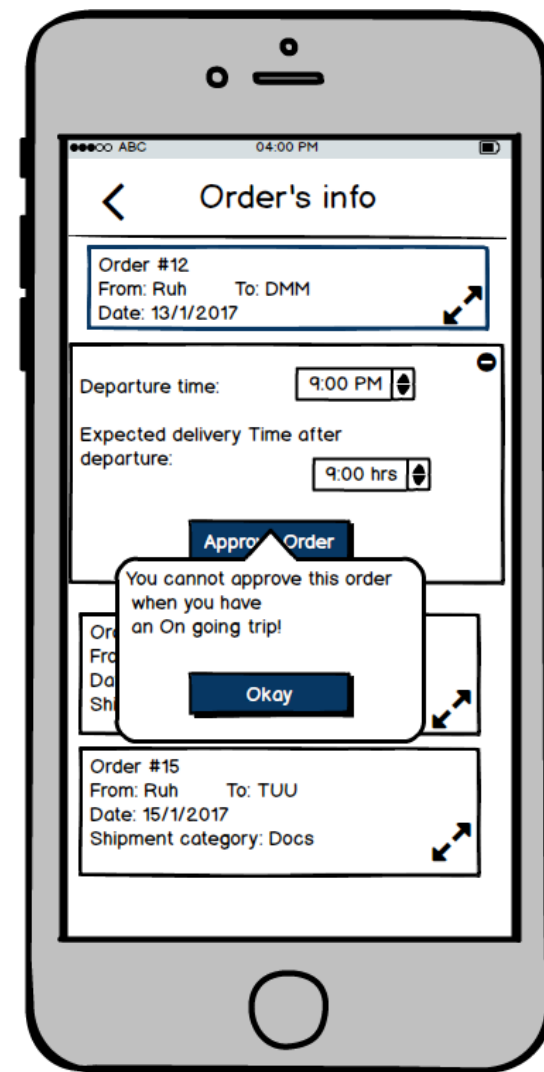 ABC 04:00 PM
Order's info
Order #12
From: Ruh To: DMM
Date: 13/1/2017
Departure time: 9:00 PM
Expected delivery Time after
departure:
9:00 hrs
Order
You cannot approve this order
when you have
an On going trip!
Okay
Order #15
From: Ruh To: TUU
Date: 15/1/2017
Shipment category: Docs